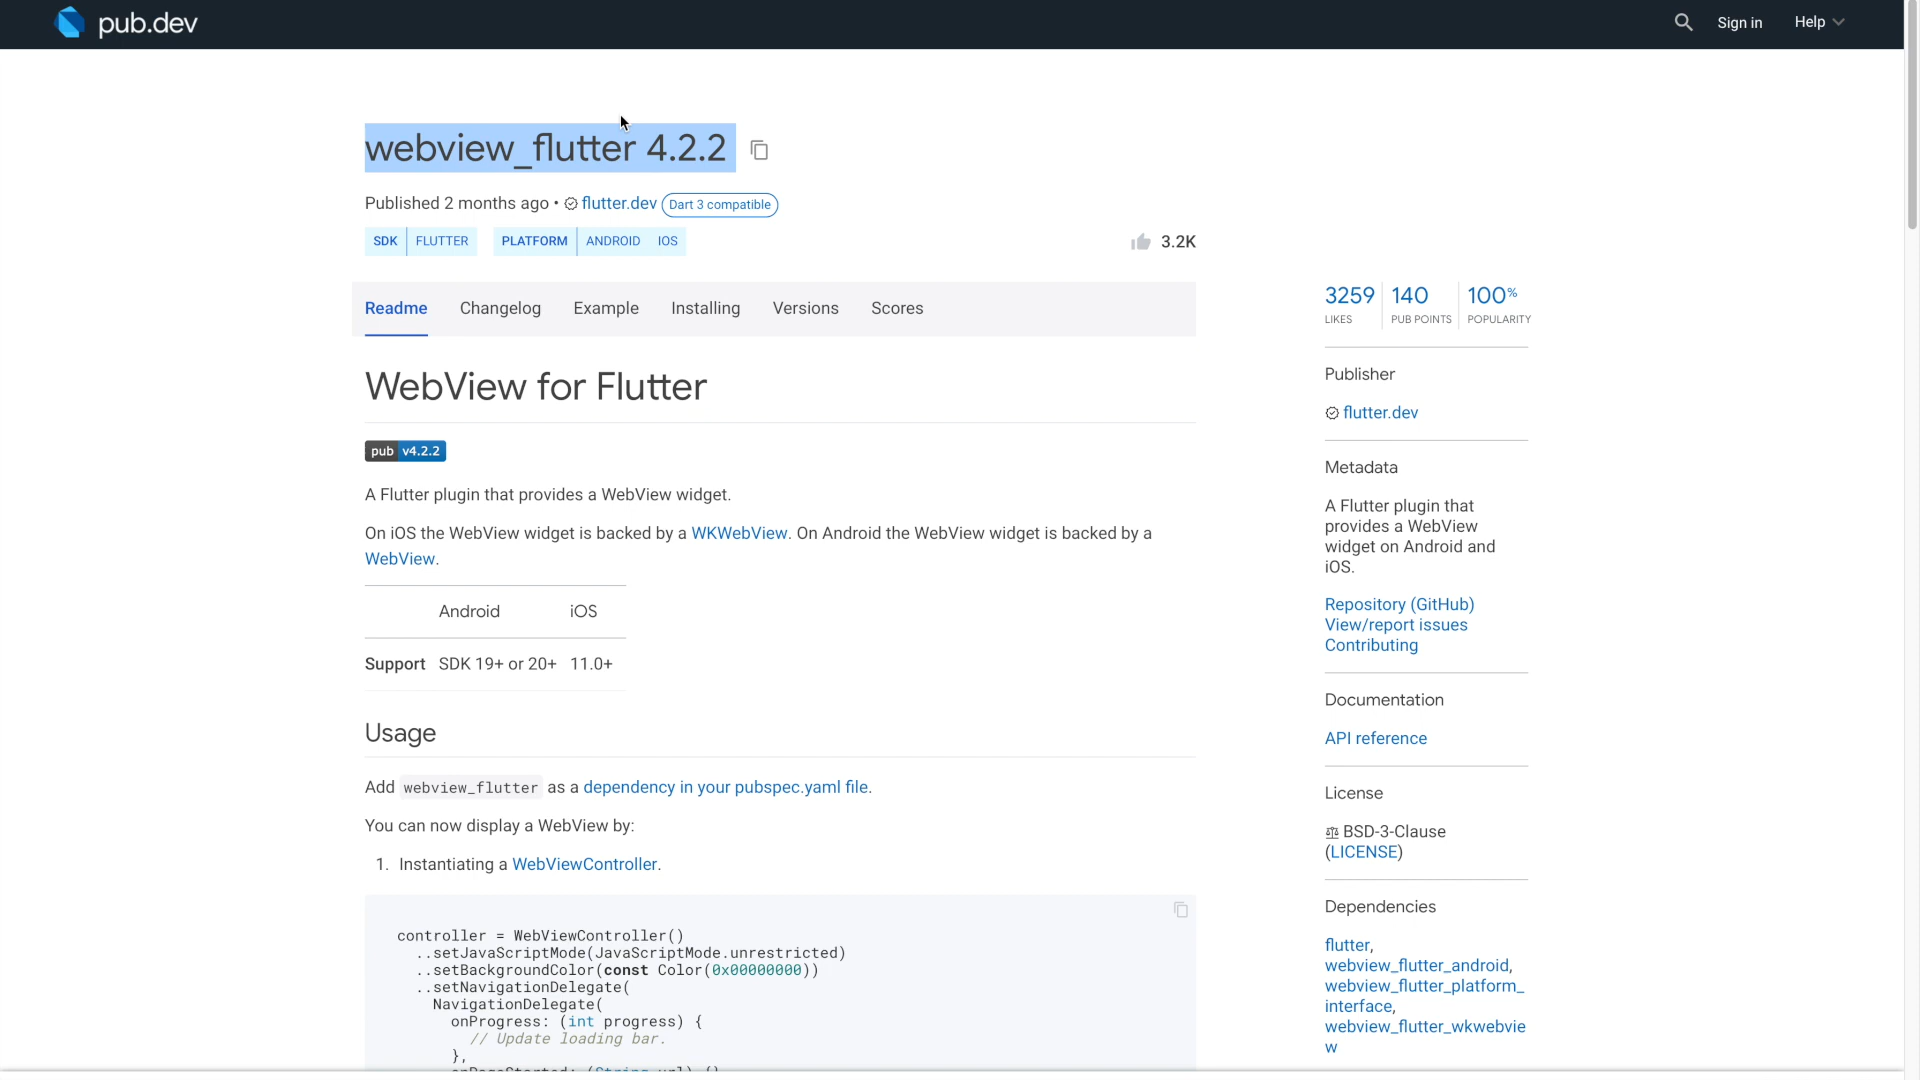 pub.dev
Sign in
Help
webview_flutter 4.2.2
Published 2 months ago • flutter.dev Dart 3 compatible
SDK FLUTTER PLATFORM ANDROID IOS
3.2K
Readme Changelog Example Installing Versions Scores
WebView for Flutter
pub v4.2.2
A Flutter plugin that provides a WebView widget.
On iOS the WebView widget is backed by a WKWebView. On Android the WebView widget is backed by a
WebView.
Android iOS
Support SDK 19+ or 20+ 11.0+
Usage
Add webview_flutter as a dependency in your pubspec.yaml file.
You can now display a WebView by:
1. Instantiating a WebViewController.
controller = WebViewController()
..setJavaScriptMode(JavaScriptMode.unrestricted)
..setBackgroundColor(const Color(0x00000000))
..setNavigationDelegate(
NavigationDelegate(
onProgress: (int progress) {
// Update loading bar.
},
onPageStarted: (String url) {}
3259 140 100%
LIKES PUB POINTS POPULARITY
Publisher
flutter.dev
Metadata
A Flutter plugin that
provides a WebView
widget on Android and
iOS.
Repository (GitHub)
View/report issues
Contributing
Documentation
API reference
License
BSD-3-Clause
(LICENSE)
Dependencies
flutter,
webview_flutter_android,
webview_flutter_platform_
interface,
webview_flutter_wkwebvie
w